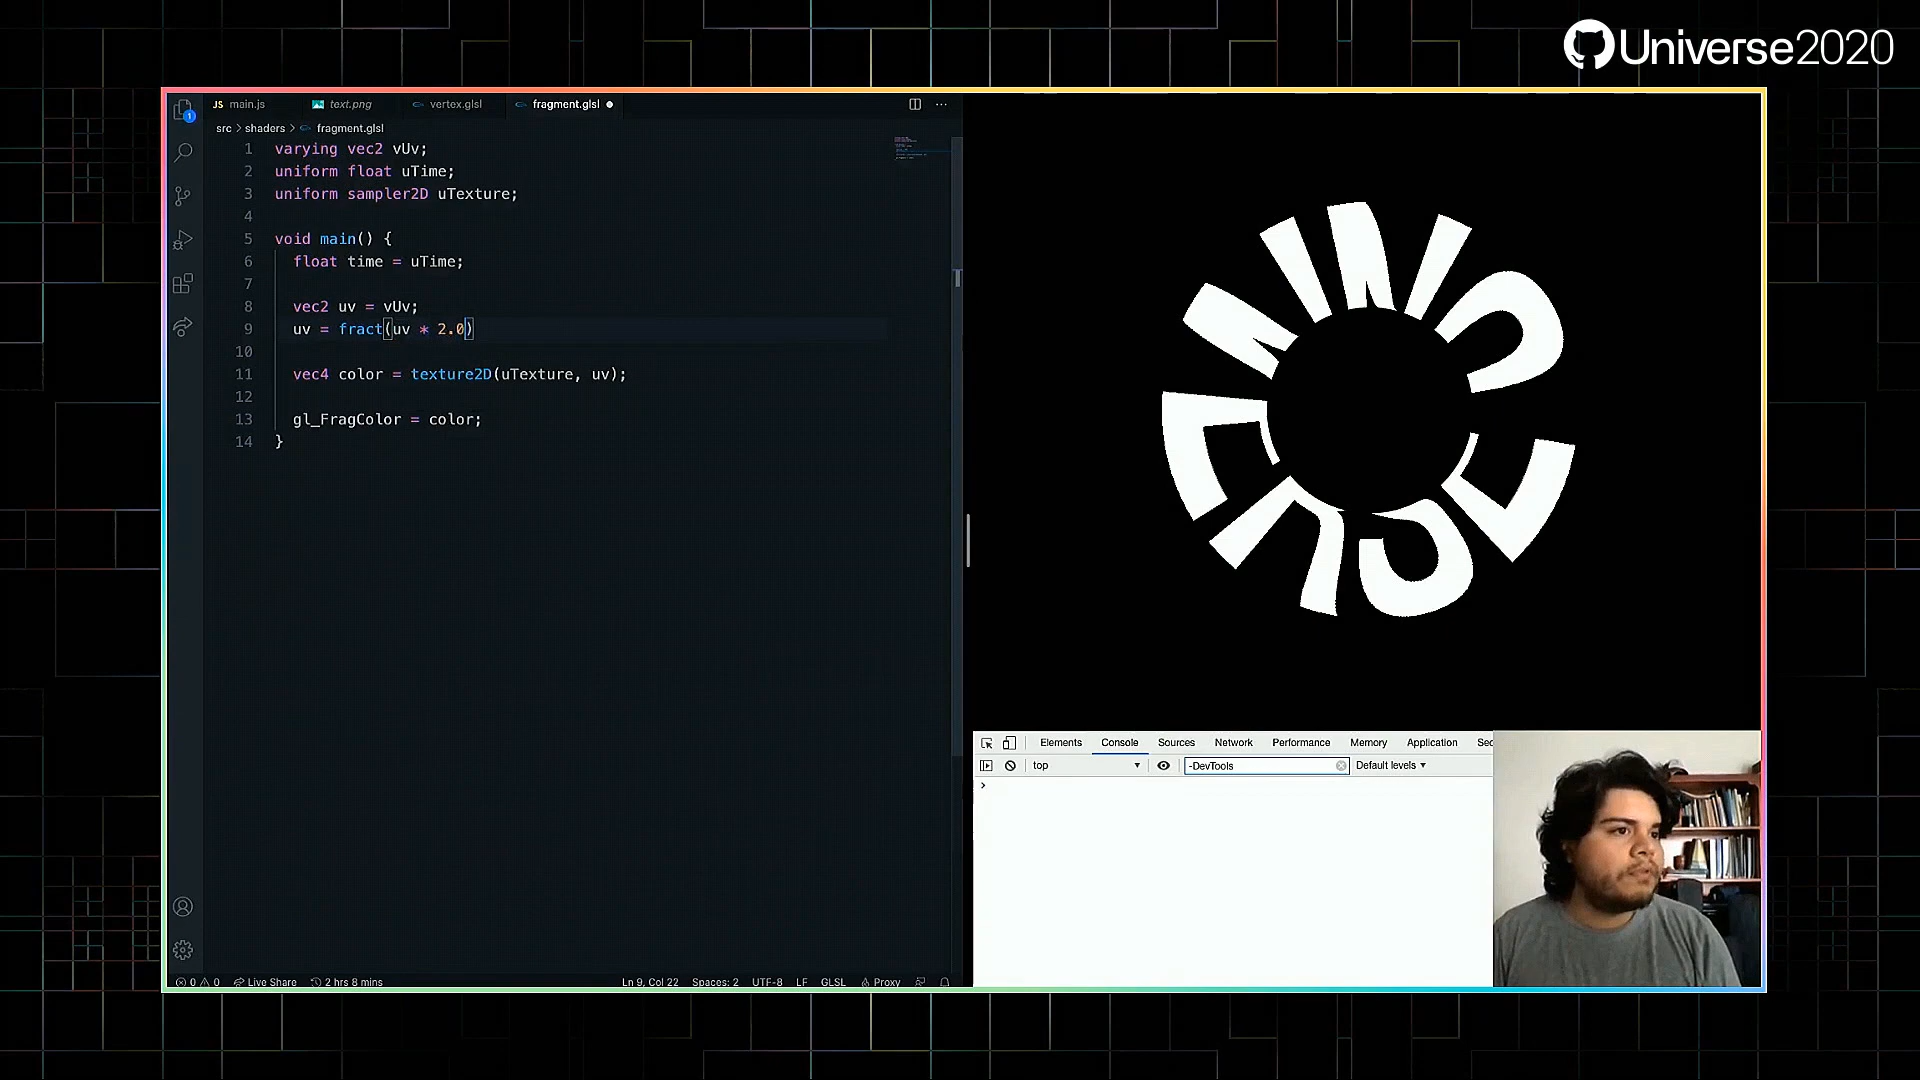 Universe2020
JS main.js text.png vertex.glsl fragment.glsl
src > shaders > fragment.glsl
1 varying vec2 vUv;
2 uniform float uTime;
3 uniform sampler2D uTexture;
4
5 void main() {
6 float time = uTime;
7
8 vec2 uv = vUv;
9 uv = fract(uv * 2.0)
10
11 vec4 color = texture2D(uTexture, uv);
12
13 gl_FragColor = color;
14 }
1
Elements Console Sources Network Performance Memory Application Sec
top -DevTools Default levels
0 0 Live Share 2 hrs 8 mins Ln 9, Col 22 Spaces: 2 UTF-8 LF GLSL Proxy